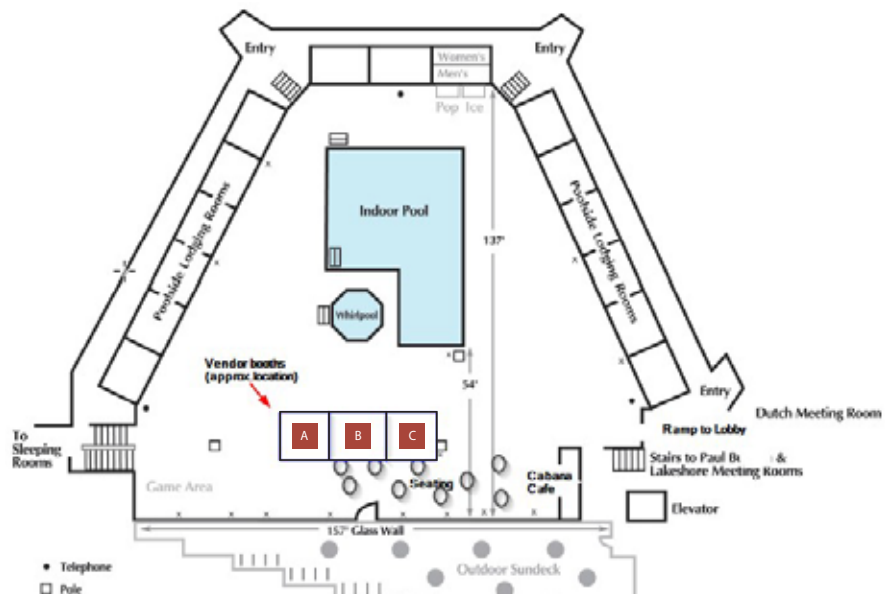 Entry
Entry
Women's
Men's
Pop Ice
Poolside Lodging Rooms
Indoor Pool
137'
Poolside Lodging Rooms
Whirlpool
Vendor booths
(approx location)
54'
Entry
Dutch Meeting Room
Ramp to Lobby
A
B
C
To
Sleeping
Rooms
Stairs to Paul &
Lakeshore Meeting Rooms
Seating
Cabana
Cafe
Game Area
Elevator
157' Glass Wall
Telephone
Outdoor Sundeck
Pole